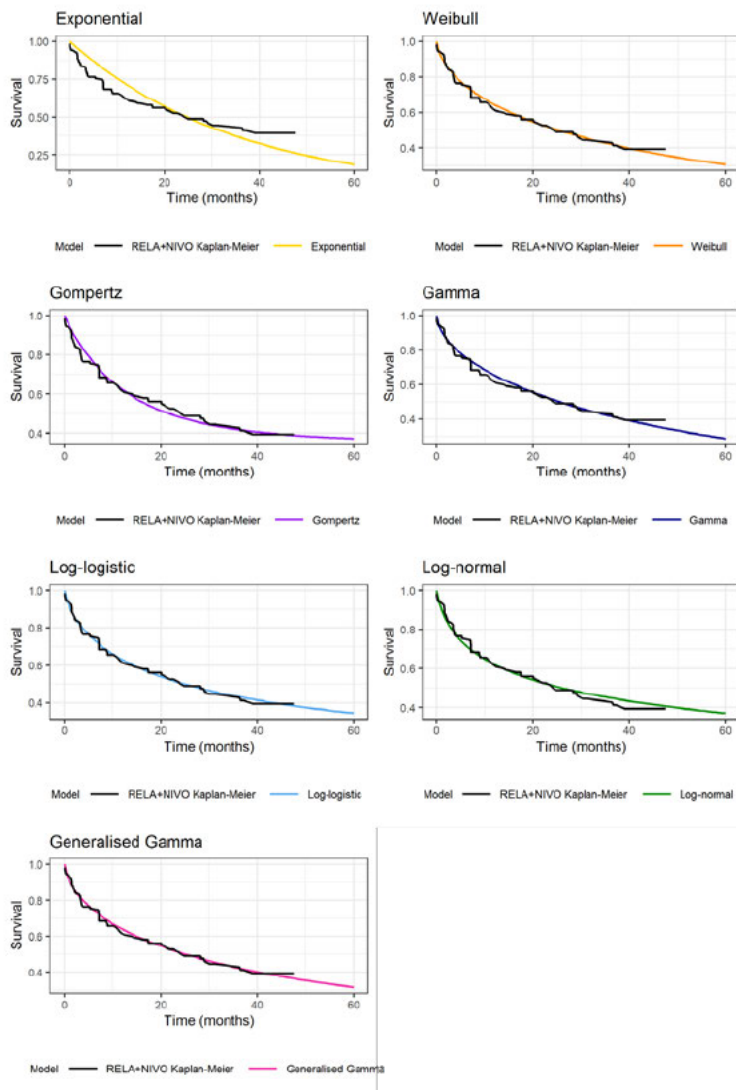 Exponential
Survival
1.00
0.75
0.50
0.25
0
20
40
60
Time (months)
Model RELA+NIVO Kaplan-Meier Exponential
Weibull
Survival
1.0
0.8
0.6
0.4
0
20
40
60
Time (months)
Model RELA+NIVO Kaplan-Meier Weibull
Gompertz
Survival
1.0
0.8
0.6
0.4
0
20
40
60
Time (months)
Model RELA+NIVO Kaplan-Meier Gompertz
Gamma
Survival
1.0
0.8
0.6
0.4
0
20
40
60
Time (months)
Model RELA+NIVO Kaplan-Meier Gamma
Log-logistic
Survival
1.0
0.8
0.6
0.4
0
20
40
60
Time (months)
Model RELA+NIVO Kaplan-Meier Log-logistic
Log-normal
Survival
1.0
0.8
0.6
0.4
0
20
40
60
Time (months)
Model RELA+NIVO Kaplan-Meier Log-normal
Generalised Gamma
Survival
1.0
0.8
0.6
0.4
0
20
40
60
Time (months)
Model RELA+NIVO Kaplan-Meier Generalised Gamma